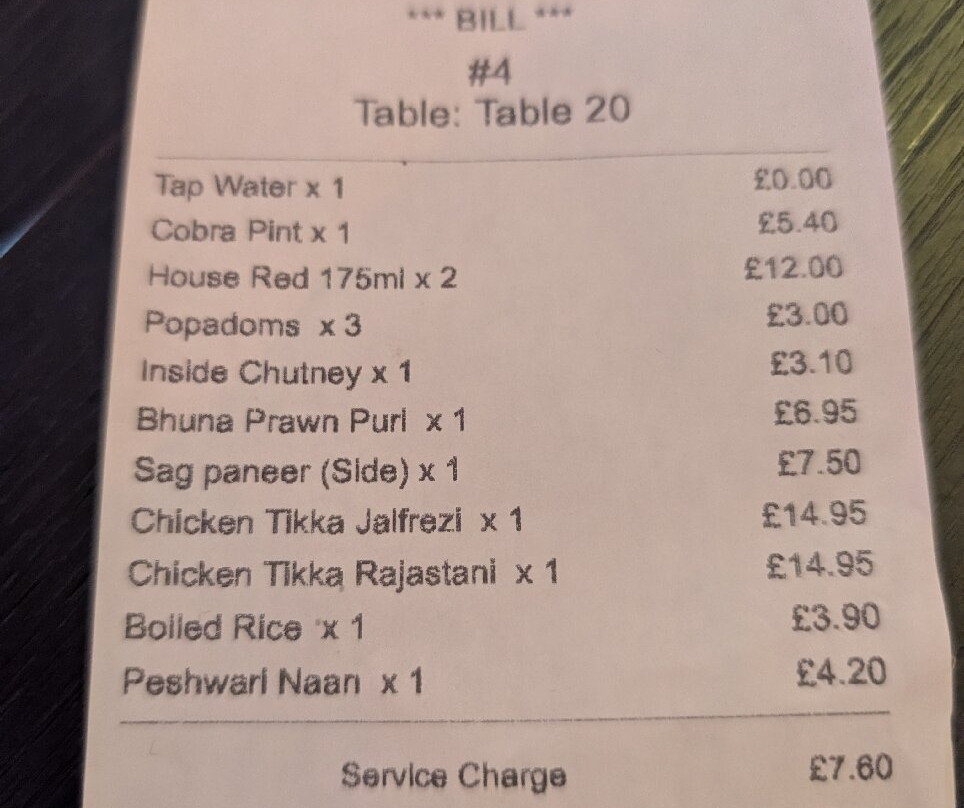 *** BILL ***
#4
Table: Table 20
Tap Water x 1 £0.00
Cobra Pint x 1 £5.40
House Red 175ml x 2 £12.00
Popadoms x 3 £3.00
Inside Chutney x 1 £3.10
Bhuna Prawn Puri x 1 £6.95
Sag paneer (Side) x 1 £7.50
Chicken Tikka Jalfrezi x 1 £14.95
Chicken Tikka Rajastani x 1 £14.95
Boiled Rice x 1 £3.90
Peshwari Naan x 1 £4.20
Service Charge £7.60